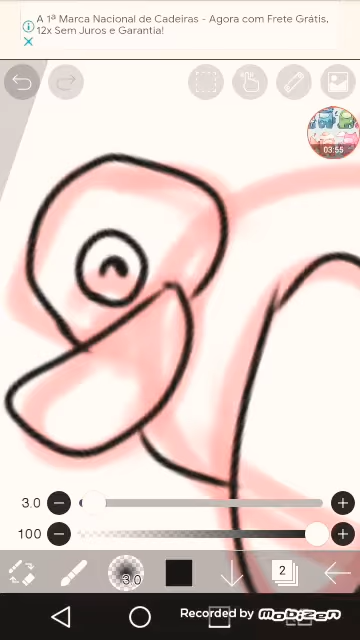 A 1ª Marca Nacional de Cadeiras - Agora com Frete Grátis,
12x Sem Juros e Garantia!
03:55
3.0
100
3.0
2
Recorded by mobizen